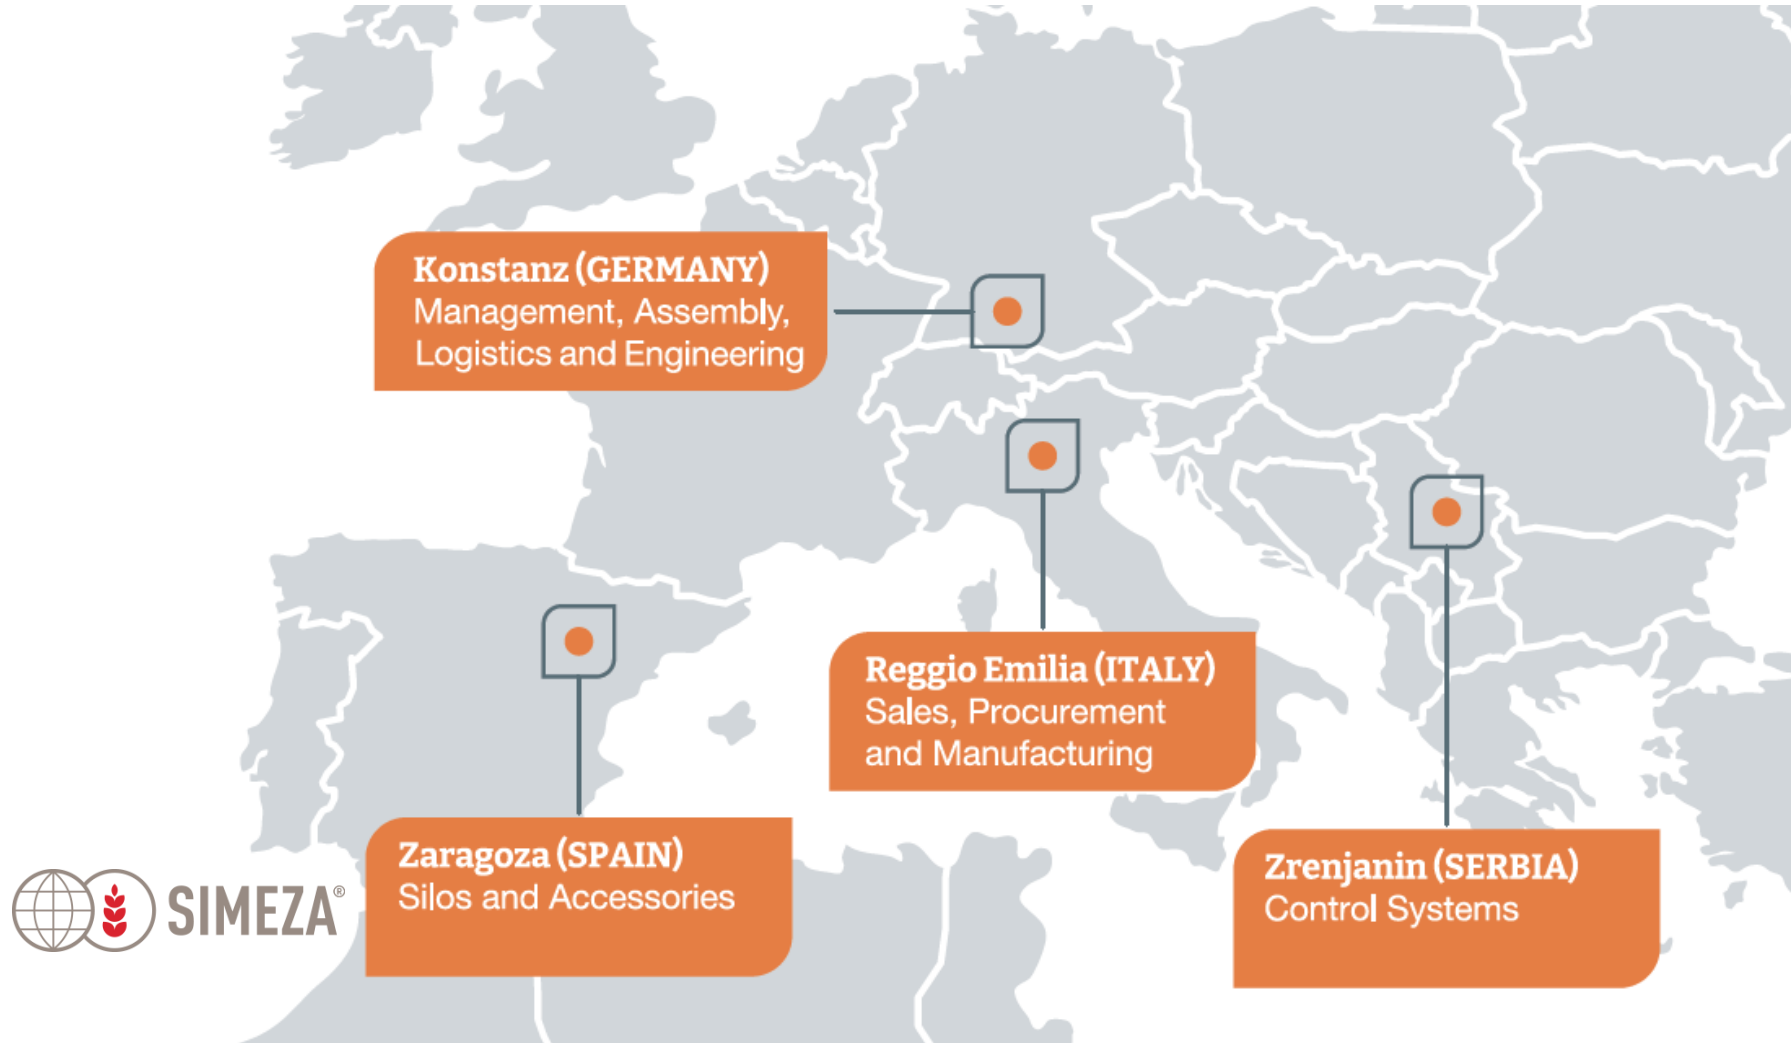 Konstanz (GERMANY)
Management, Assembly,
Logistics and Engineering
Reggio Emilia (ITALY)
Sales, Procurement
and Manufacturing
Zaragoza (SPAIN)
Silos and Accessories
Zrenjanin (SERBIA)
Control Systems
SIMEZA®